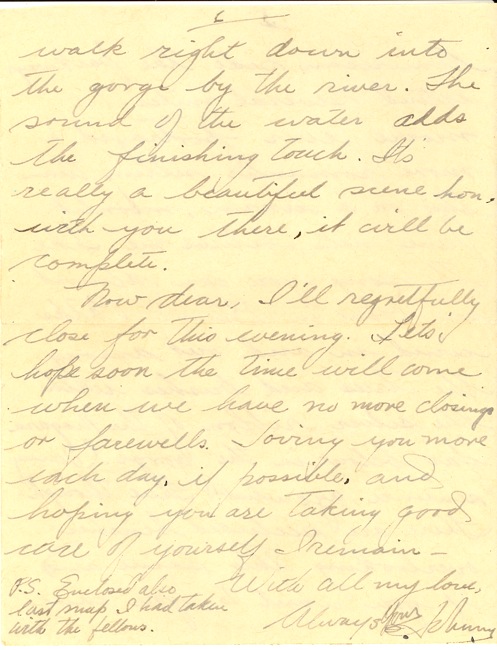 6
walk right down into
the gorge by the river. The
sound of the water adds
the finishing touch. It's
really a beautiful scene hon,
with you there, it will be
complete.
Now dear, I'll regretfully
close for this evening. Let's
hope soon the time will come
when we have no more closings
or farewells. Loving you more
each day, if possible, and
hoping you are taking good
care of yourself I remain —
With all my love,
Always Yours Johnny
P.S. Enclosed also
last snap I had taken
with the fellows.